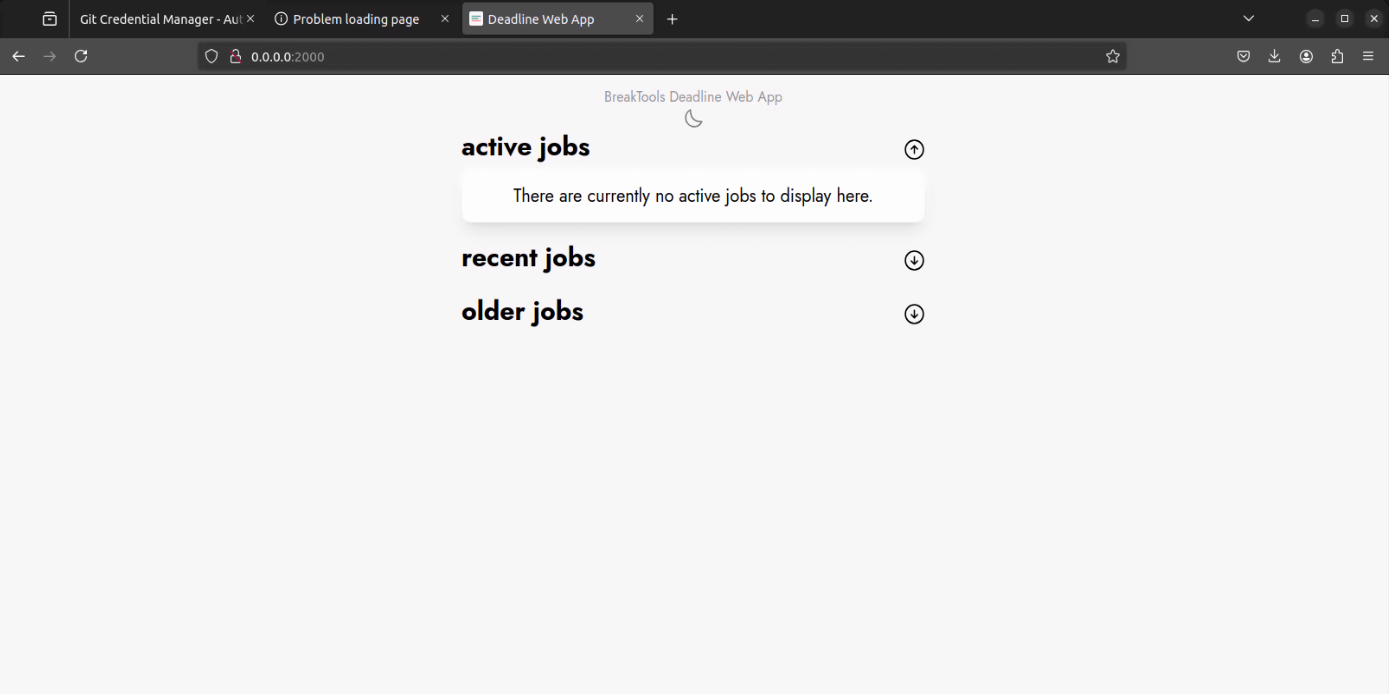 Git Credential Manager - Aut
Problem loading page
Deadline Web App
0.0.0.0:2000
BreakTools Deadline Web App
active jobs
There are currently no active jobs to display here.
recent jobs
older jobs